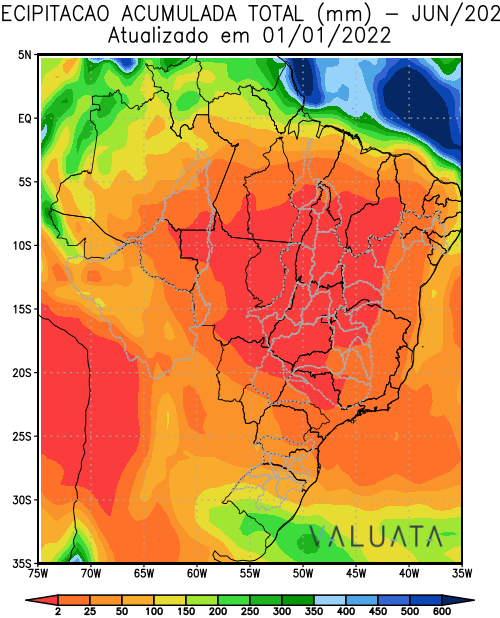 ECIPITACAO ACUMULADA TOTAL (mm) – JUN/202
Atualizado em 01/01/2022
5N
EQ
5S
10S
15S
20S
25S
30S
35S
VALUATA
75W 70W 65W 60W 55W 50W 45W 40W 35W
2 25 50 100 150 200 250 300 350 400 450 500 600